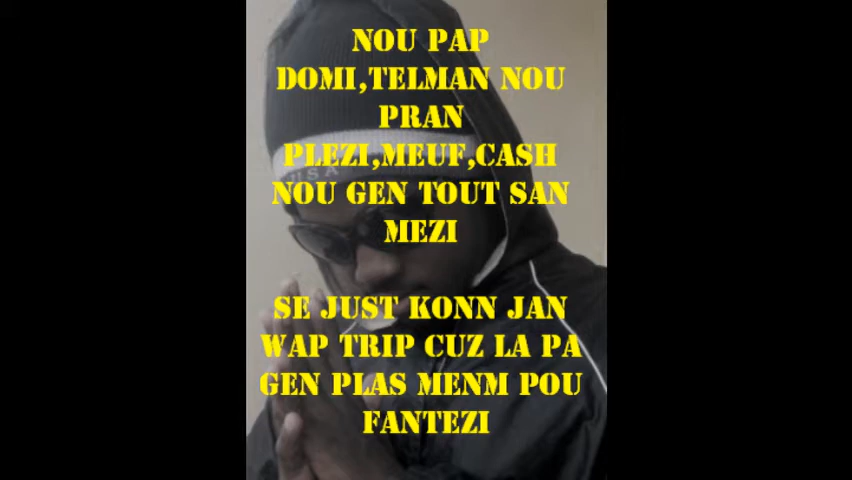 NOU PAP
DOMI,TELMAN NOU
PRAN
PLEZI,MEUF,CASH
NOU GEN TOUT SAN
MEZI
SE JUST KONN JAN
WAP TRIP CUZ LA PA
GEN PLAS MENM POU
FANTEZI
USA